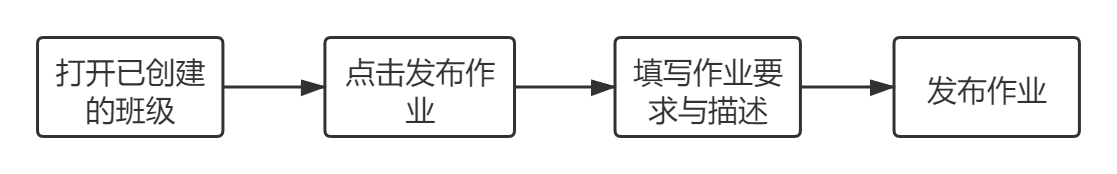 打开已创建
的班级
点击发布作
业
填写作业要
求与描述
发布作业